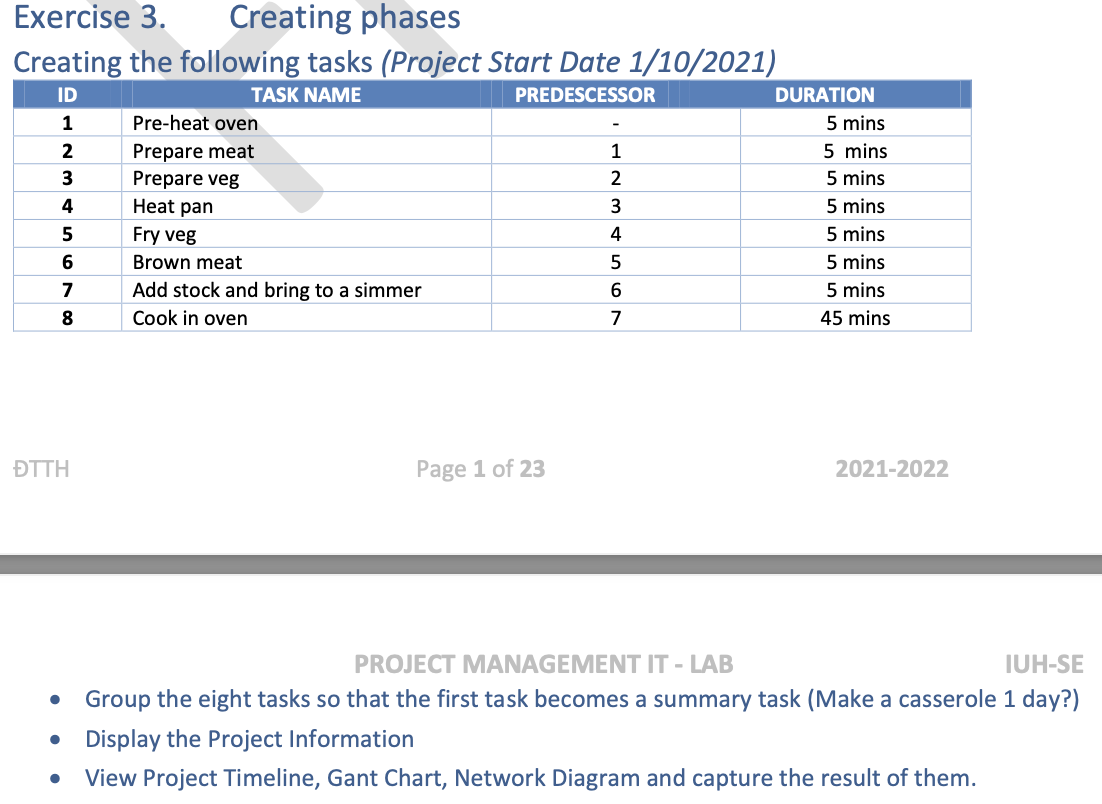 Exercise 3. Creating phases
Creating the following tasks (Project Start Date 1/10/2021)
ID TASK NAME PREDESCESSOR DURATION
1 Pre-heat oven - 5 mins
2 Prepare meat 1 5 mins
3 Prepare veg 2 5 mins
4 Heat pan 3 5 mins
5 Fry veg 4 5 mins
6 Brown meat 5 5 mins
7 Add stock and bring to a simmer 6 5 mins
8 Cook in oven 7 45 mins
ĐTTH Page 1 of 23 2021-2022
PROJECT MANAGEMENT IT - LAB IUH-SE
• Group the eight tasks so that the first task becomes a summary task (Make a casserole 1 day?)
• Display the Project Information
• View Project Timeline, Gant Chart, Network Diagram and capture the result of them.